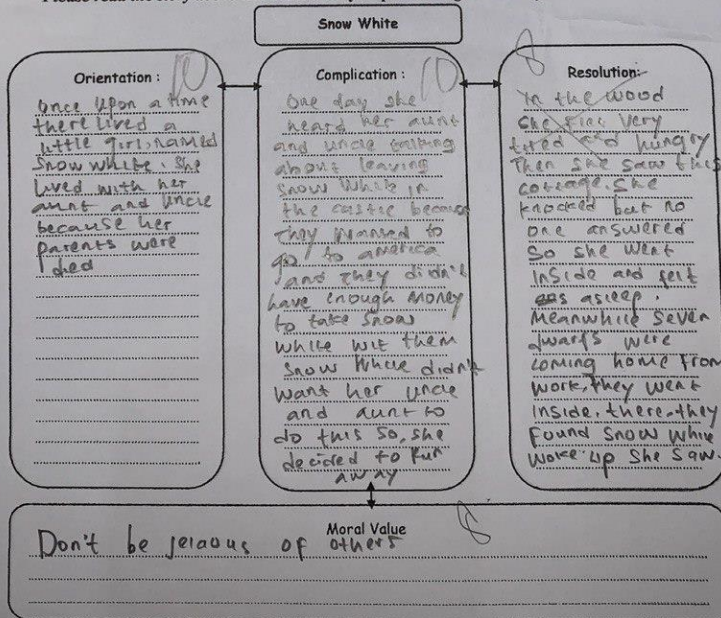 Snow White
Orientation :
10
once upon a time
there lived a
little girl, named
Snow White. She
lived with her
aunt and uncle
because her
parents were
died
Complication :
10
One day she
heard her aunt
and uncle talking
about leaving
Snow White in
the castle because
They wanted to
go to america
and They didn't
have enough money
to take Snow
White wit them
Snow White didn't
want her uncle
and aunt to
do this so, she
decided to run
away
8
Resolution:
In the wood
She very
tired and hungry
Then she saw this
cottage. She
knocked but no
one answered
So she went
Inside and felt
asleep.
Meanwhile Seven
dwarfs were
coming home from
work, they went
inside, there, they
Found Snow White
woke up She Saw.
Moral Value
8
Don't be jelaous of others